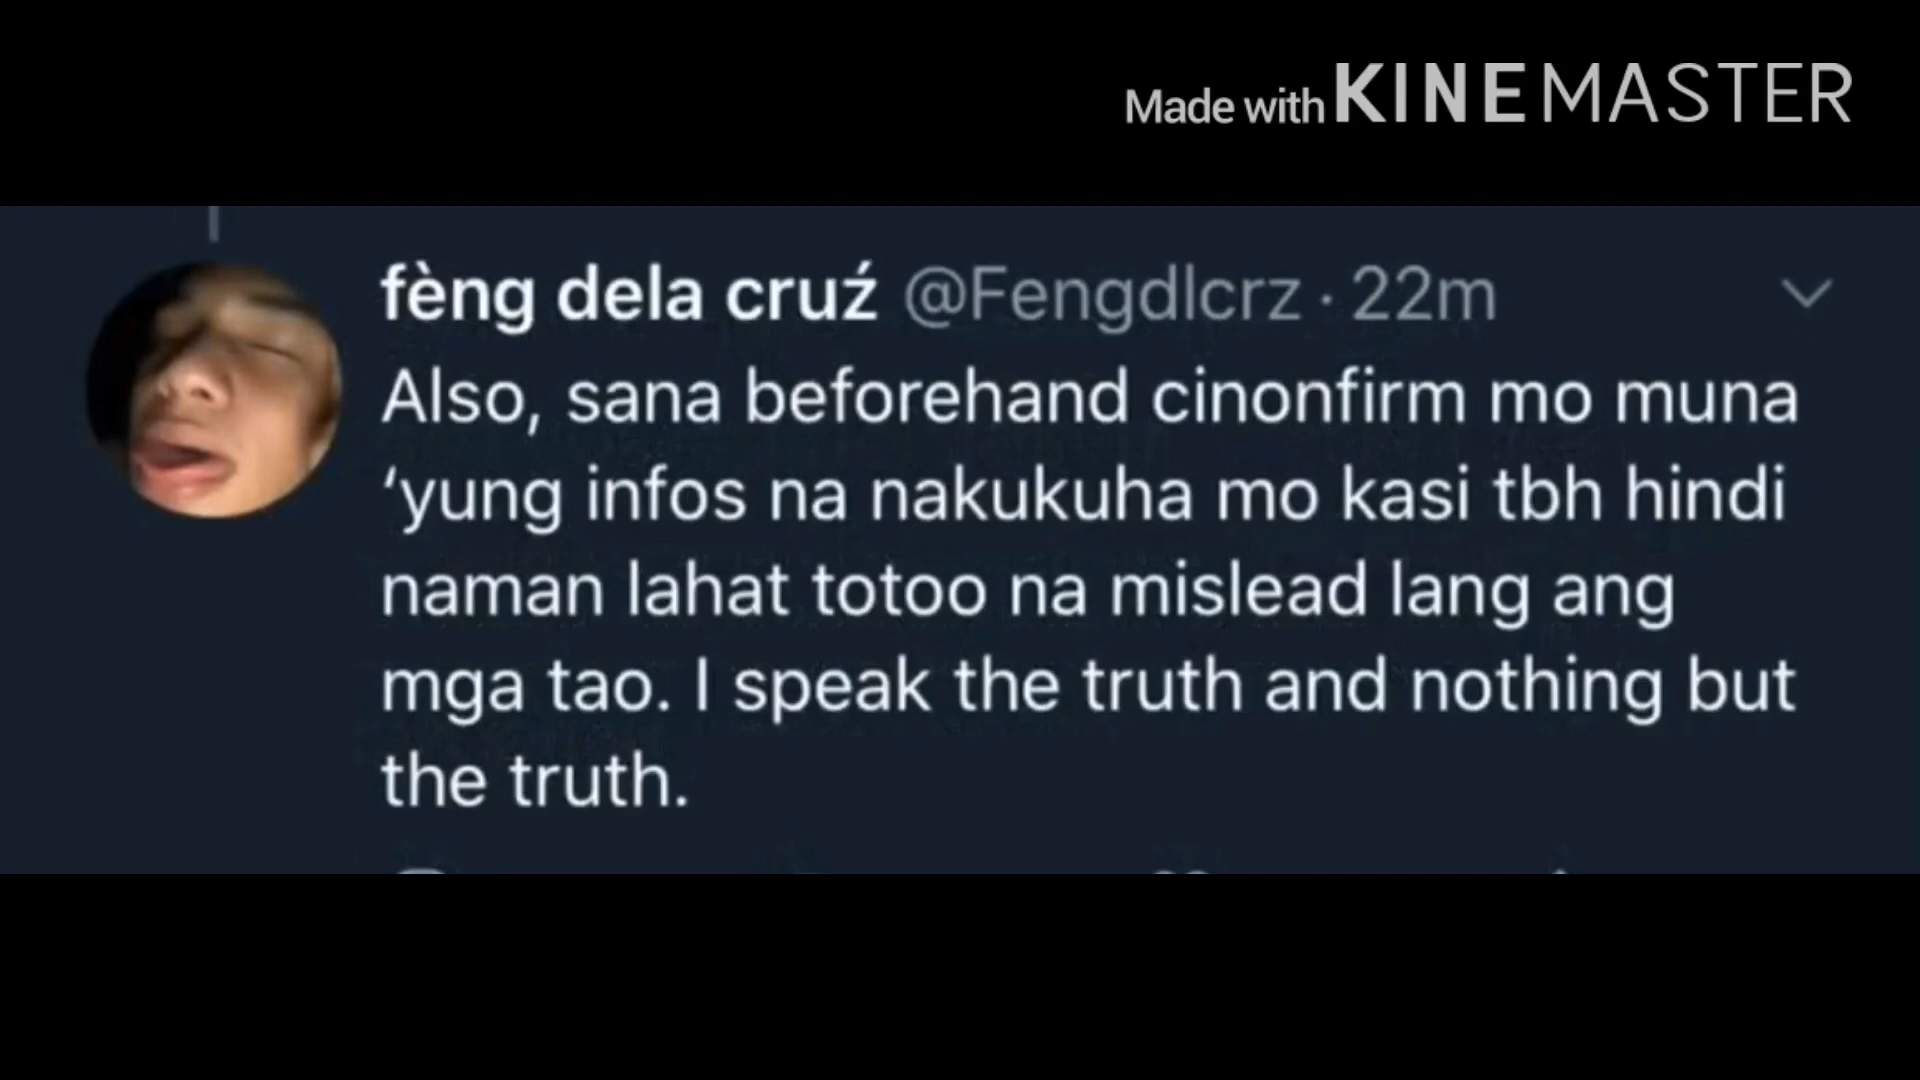 Made with KINEMASTER
fèng dela cruź @Fengdlcrz · 22m
Also, sana beforehand cinonfirm mo muna
‘yung infos na nakukuha mo kasi tbh hindi
naman lahat totoo na mislead lang ang
mga tao. I speak the truth and nothing but
the truth.